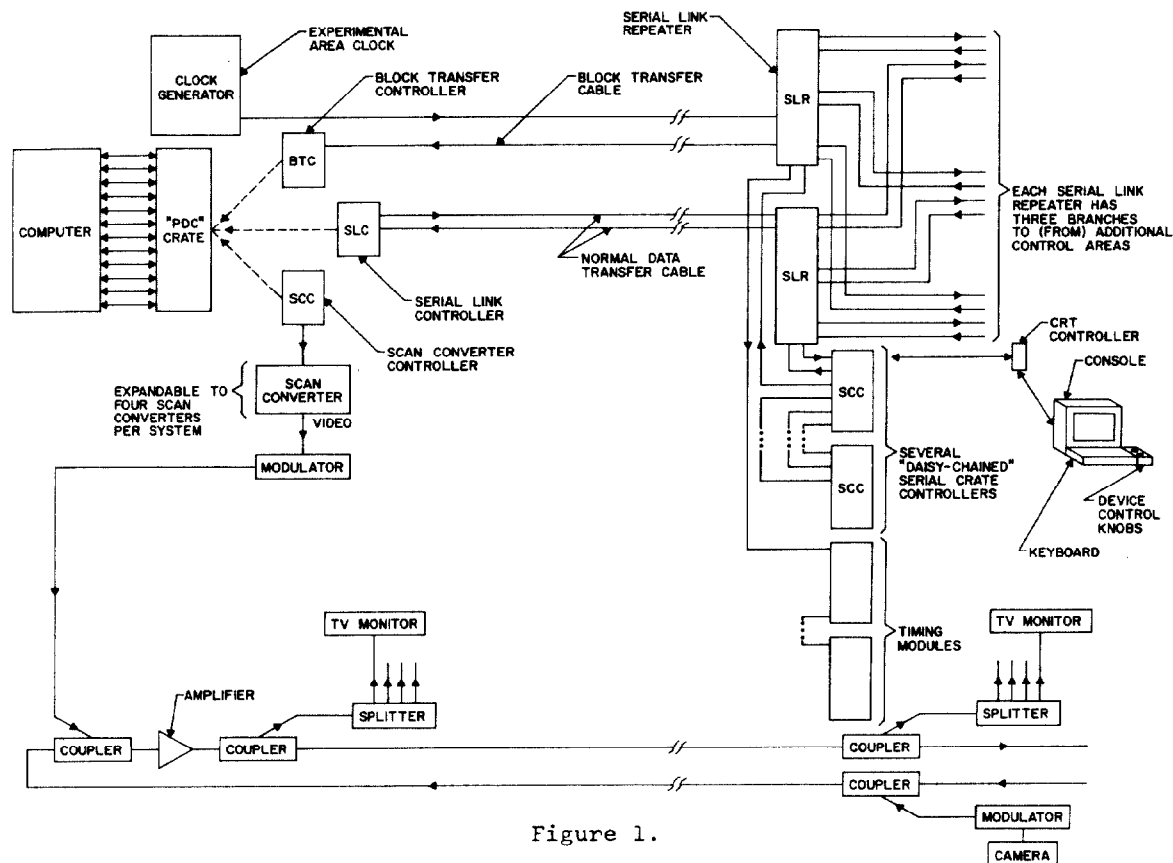 EXPERIMENTAL
AREA CLOCK
SERIAL LINK
REPEATER
CLOCK
GENERATOR
BLOCK TRANSFER
CONTROLLER
BLOCK TRANSFER
CABLE
SLR
COMPUTER
"PDC"
CRATE
BTC
SLC
SCC
NORMAL DATA
TRANSFER CABLE
SERIAL LINK
CONTROLLER
SLR
EACH SERIAL LINK
REPEATER HAS
THREE BRANCHES
TO (FROM) ADDITIONAL
CONTROL AREAS
SCAN CONVERTER
CONTROLLER
EXPANDABLE TO
FOUR SCAN
CONVERTERS
PER SYSTEM
SCAN
CONVERTER
VIDEO
MODULATOR
CRT
CONTROLLER
CONSOLE
SCC
SCC
SEVERAL
"DAISY-CHAINED"
SERIAL CRATE
CONTROLLERS
DEVICE
CONTROL
KNOBS
KEYBOARD
TIMING
MODULES
TV MONITOR
AMPLIFIER
SPLITTER
COUPLER
COUPLER
TV MONITOR
SPLITTER
COUPLER
COUPLER
MODULATOR
CAMERA
Figure 1.